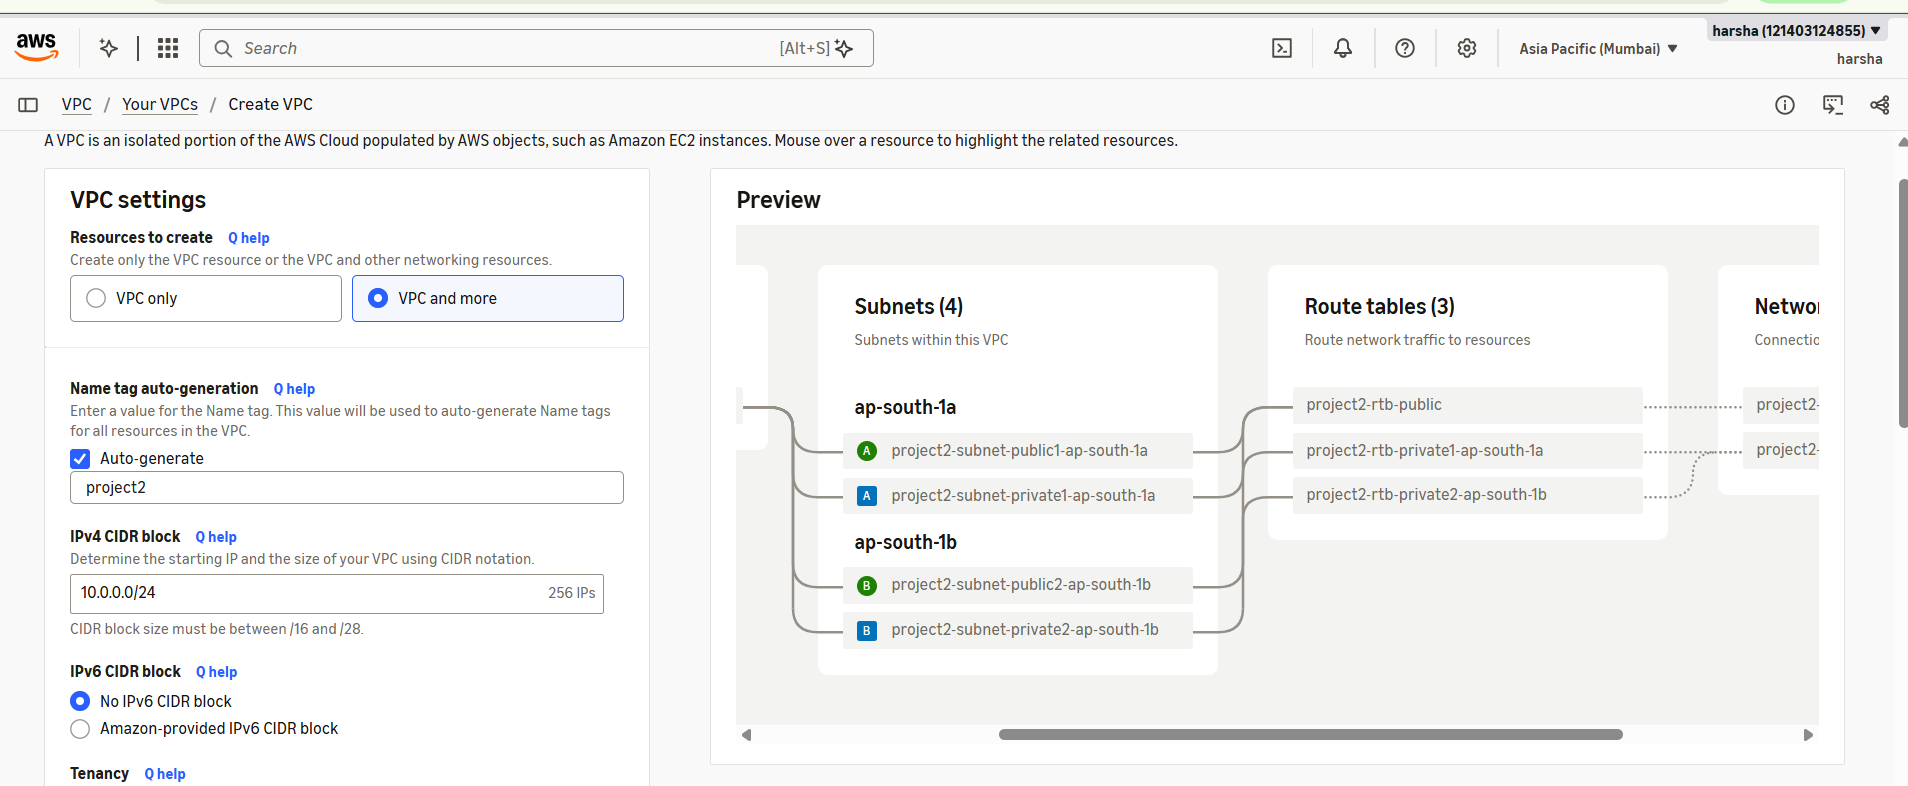 aws
Search
[Alt+S]
Asia Pacific (Mumbai)
harsha (121403124855)
harsha
VPC / Your VPCs / Create VPC
A VPC is an isolated portion of the AWS Cloud populated by AWS objects, such as Amazon EC2 instances. Mouse over a resource to highlight the related resources.
VPC settings
Resources to create Q help
Create only the VPC resource or the VPC and other networking resources.
VPC only
VPC and more
Name tag auto-generation Q help
Enter a value for the Name tag. This value will be used to auto-generate Name tags
for all resources in the VPC.
Auto-generate
project2
IPv4 CIDR block Q help
Determine the starting IP and the size of your VPC using CIDR notation.
10.0.0.0/24 256 IPs
CIDR block size must be between /16 and /28.
IPv6 CIDR block Q help
No IPv6 CIDR block
Amazon-provided IPv6 CIDR block
Tenancy Q help
Preview
Subnets (4)
Subnets within this VPC
ap-south-1a
A project2-subnet-public1-ap-south-1a
A project2-subnet-private1-ap-south-1a
ap-south-1b
B project2-subnet-public2-ap-south-1b
B project2-subnet-private2-ap-south-1b
Route tables (3)
Route network traffic to resources
project2-rtb-public
project2-rtb-private1-ap-south-1a
project2-rtb-private2-ap-south-1b
project2-
project2-